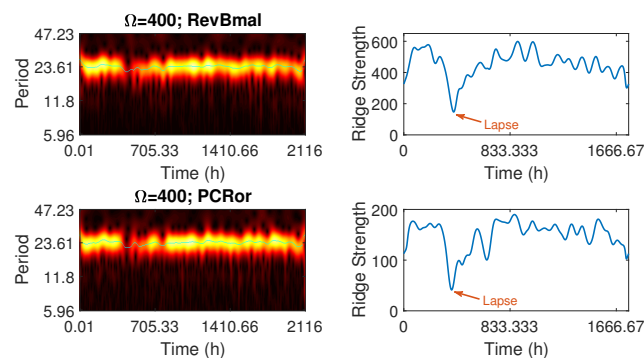 Ω=400; RevBmal
Period
47.23
23.61
11.8
5.96
0.01 705.33 1410.66 2116
Time (h)
Ridge Strength
600
400
200
0
Lapse
0 833.333 1666.67
Time (h)
Ω=400; PCRor
Period
47.23
23.61
11.8
5.96
0.01 705.33 1410.66 2116
Time (h)
Ridge Strength
200
100
0
Lapse
0 833.333 1666.67
Time (h)